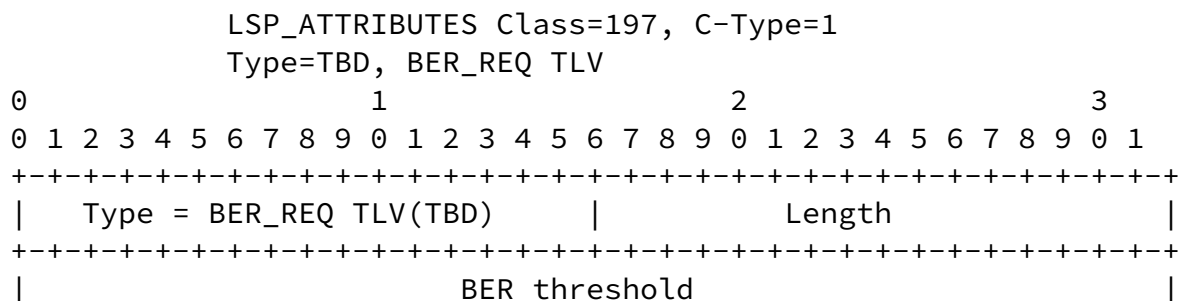 LSP_ATTRIBUTES Class=197, C-Type=1
Type=TBD, BER_REQ TLV
0                   1                   2                   3
0 1 2 3 4 5 6 7 8 9 0 1 2 3 4 5 6 7 8 9 0 1 2 3 4 5 6 7 8 9 0 1
+-+-+-+-+-+-+-+-+-+-+-+-+-+-+-+-+-+-+-+-+-+-+-+-+-+-+-+-+-+-+-+-+
|   Type = BER_REQ TLV(TBD)     |          Length               |
+-+-+-+-+-+-+-+-+-+-+-+-+-+-+-+-+-+-+-+-+-+-+-+-+-+-+-+-+-+-+-+-+
|                        BER threshold                          |